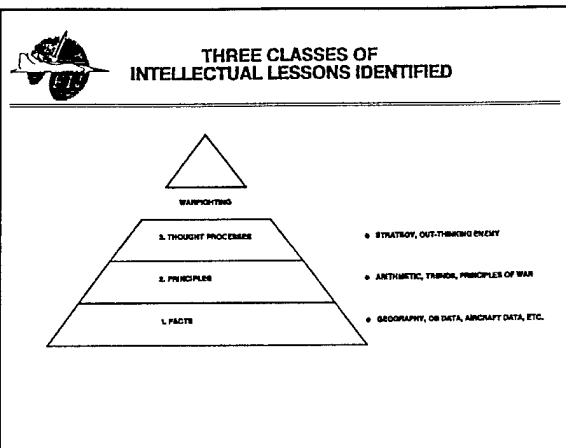 THREE CLASSES OF
INTELLECTUAL LESSONS IDENTIFIED
WARFIGHTING
3. THOUGHT PROCESSES
• STRATEGY, OUT-THINKING ENEMY
2. PRINCIPLES
• ARITHMETIC, TRENDS, PRINCIPLES OF WAR
1. FACTS
• GEOGRAPHY, OB DATA, AIRCRAFT DATA, ETC.